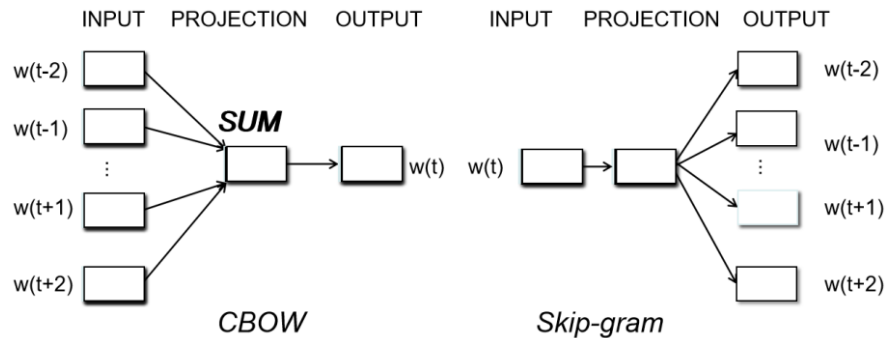 INPUT PROJECTION OUTPUT
w(t-2)
w(t-1)
SUM
⋮
w(t)
w(t+1)
w(t+2)
CBOW
INPUT PROJECTION OUTPUT
w(t-2)
w(t-1)
⋮
w(t)
w(t+1)
w(t+2)
Skip-gram